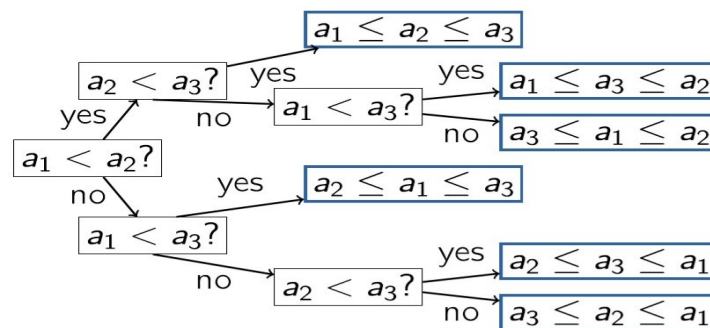 a₁ ≤ a₂ ≤ a₃
a₂ < a₃?
yes
yes
a₁ ≤ a₃ ≤ a₂
a₁ < a₃?
yes
no
no
a₃ ≤ a₁ ≤ a₂
a₁ < a₂?
no
yes
a₂ ≤ a₁ ≤ a₃
a₁ < a₃?
yes
a₂ ≤ a₃ ≤ a₁
no
a₂ < a₃?
no
a₃ ≤ a₂ ≤ a₁